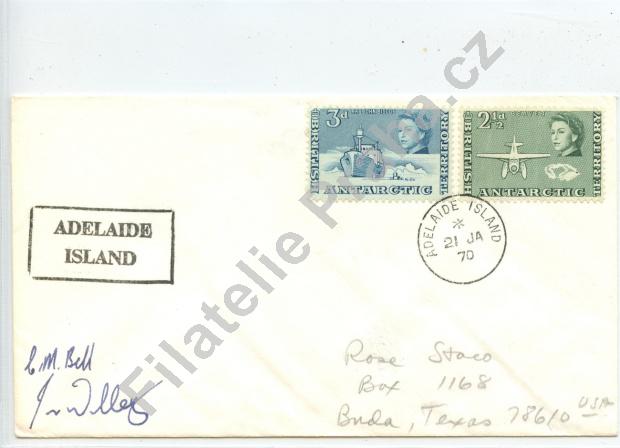 3d
BRITISH
ANTARCTIC
TERRITORY
2½d
BEAVER
BRITISH
ANTARCTIC
TERRITORY
ADELAIDE ISLAND
*
21 JA
70
ADELAIDE
ISLAND
C.M. Bell
Rose Staco
Box 1168
Buda, Texas 78610 USA
Filatelie Praha.cz